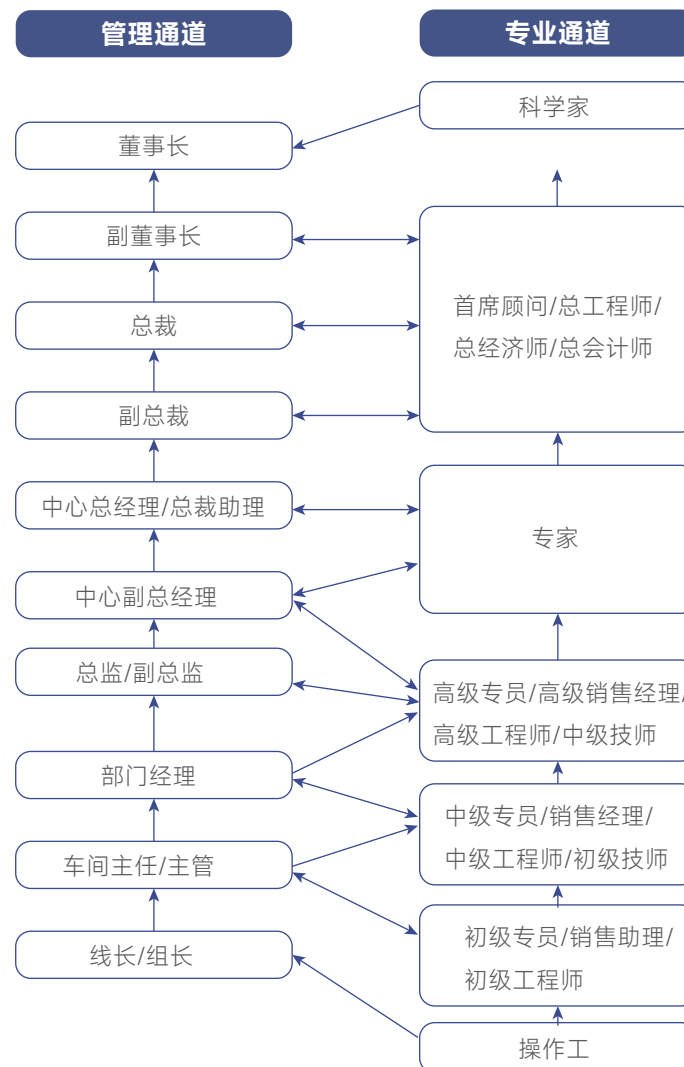 管理通道
专业通道
科学家
董事长
副董事长
总裁
首席顾问/总工程师/
总经济师/总会计师
副总裁
中心总经理/总裁助理
专家
中心副总经理
总监/副总监
高级专员/高级销售经理/
高级工程师/中级技师
部门经理
中级专员/销售经理/
中级工程师/初级技师
车间主任/主管
线长/组长
初级专员/销售助理/
初级工程师
操作工